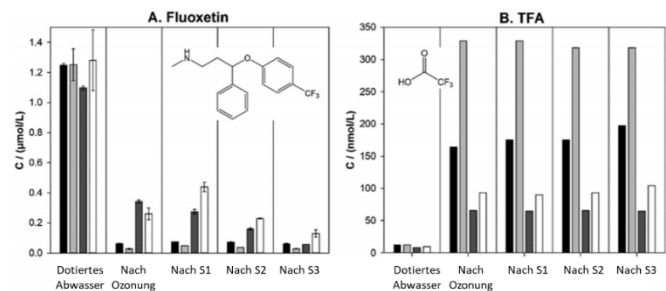 A. Fluoxetin
C / (µmol/L)
1.4
1.2
1.0
0.8
0.6
0.4
0.2
0.0
H
N
O
CF3
Dotiertes
Abwasser
Nach
Ozonung
Nach S1
Nach S2
Nach S3
B. TFA
C / (nmol/L)
350
300
250
200
150
100
50
0
O
HO
CF3
Dotiertes
Abwasser
Nach
Ozonung
Nach S1
Nach S2
Nach S3